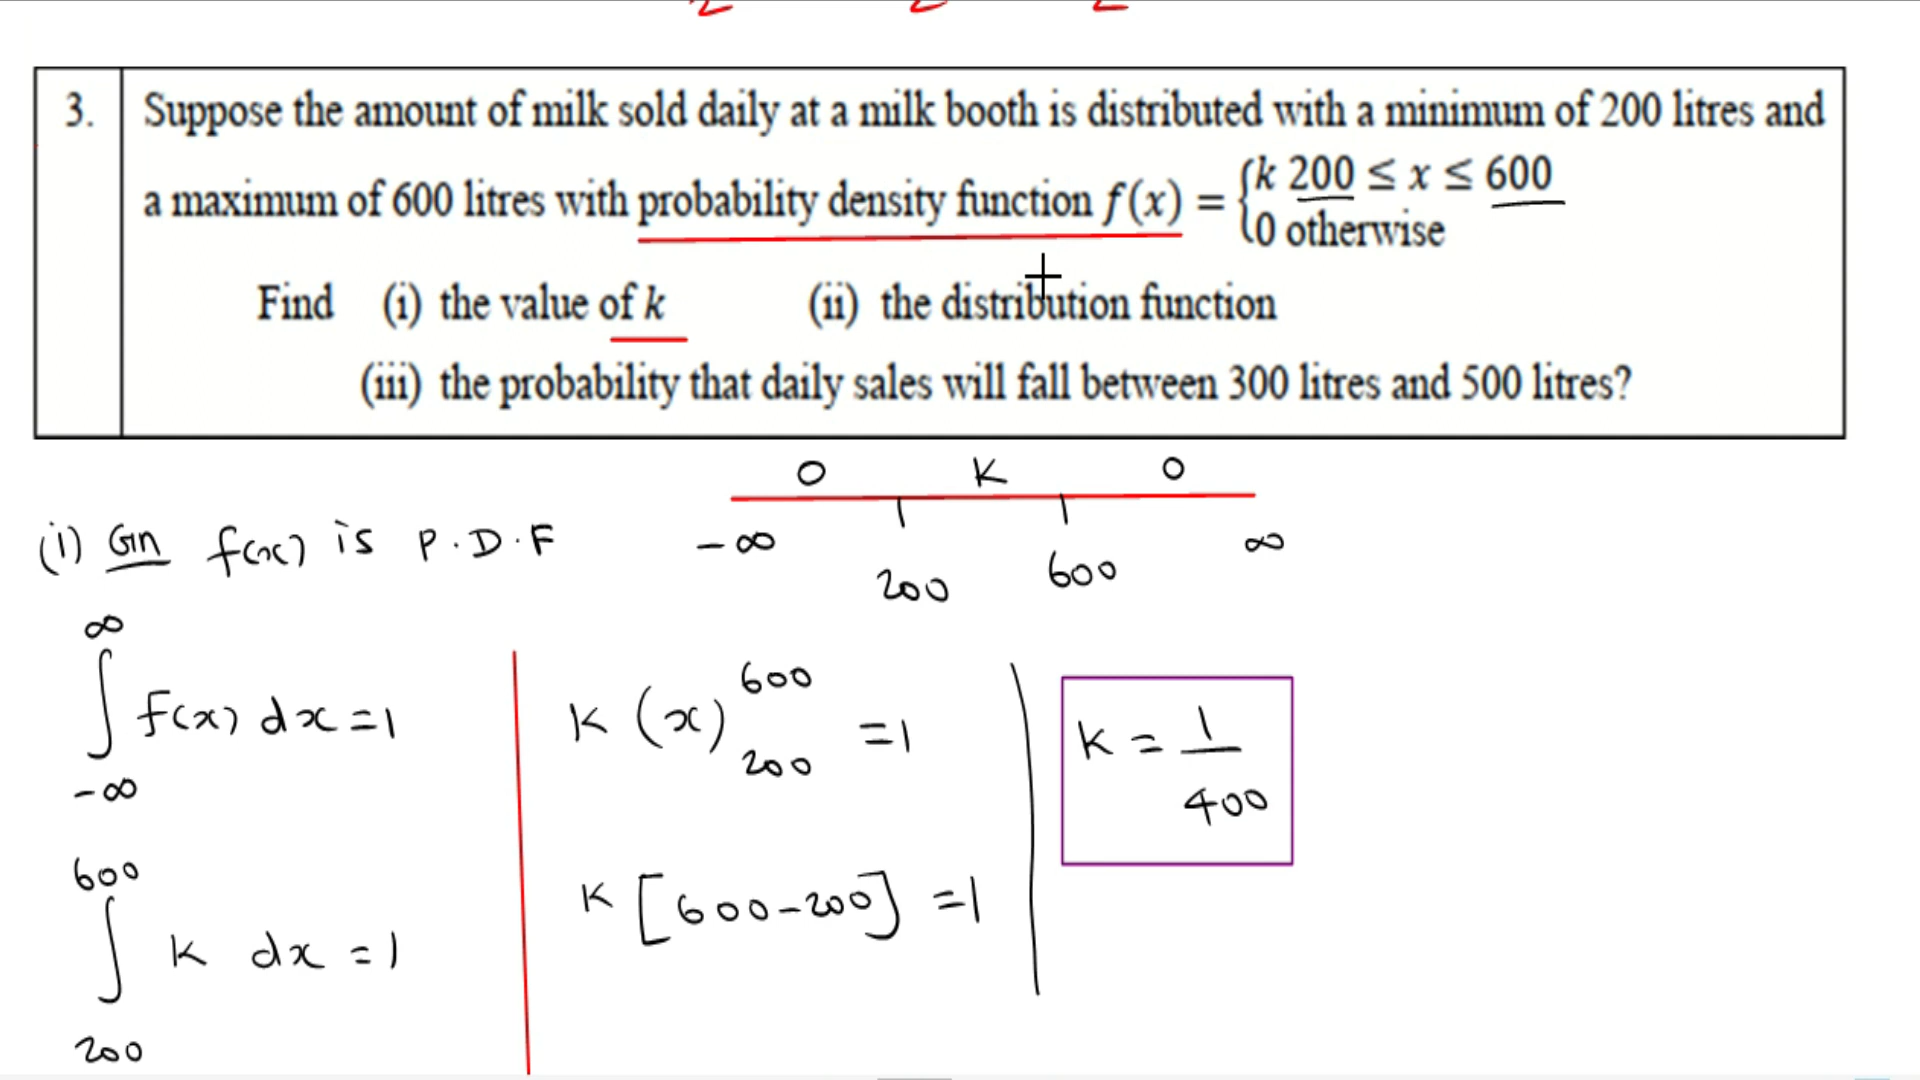 3. Suppose the amount of milk sold daily at a milk booth is distributed with a minimum of 200 litres and
a maximum of 600 litres with probability density function f(x) = {k 200 ≤ x ≤ 600
0 otherwise
Find (i) the value of k (ii) the distribution function
(iii) the probability that daily sales will fall between 300 litres and 500 litres?
0 K 0
-∞ 200 600 ∞
(i) Gn f(x) is P.D.F
∫_{-∞}^{∞} f(x) dx = 1
∫_{200}^{600} K dx = 1
K (x)_{200}^{600} = 1
K [600-200] = 1
K = 1/400